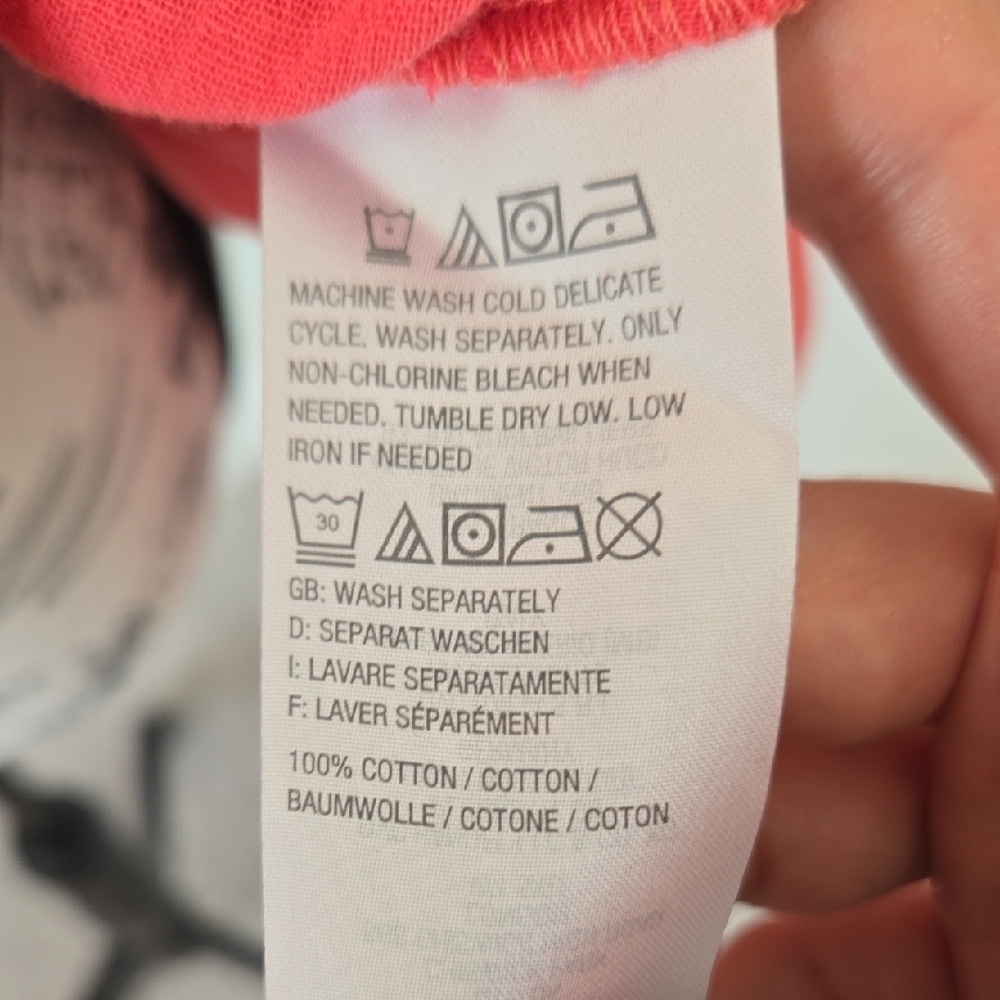 MACHINE WASH COLD DELICATE
CYCLE. WASH SEPARATELY. ONLY
NON-CHLORINE BLEACH WHEN
NEEDED. TUMBLE DRY LOW. LOW
IRON IF NEEDED
30
GB: WASH SEPARATELY
D: SEPARAT WASCHEN
I: LAVARE SEPARATAMENTE
F: LAVER SÉPARÉMENT
100% COTTON / COTTON /
BAUMWOLLE / COTONE / COTON